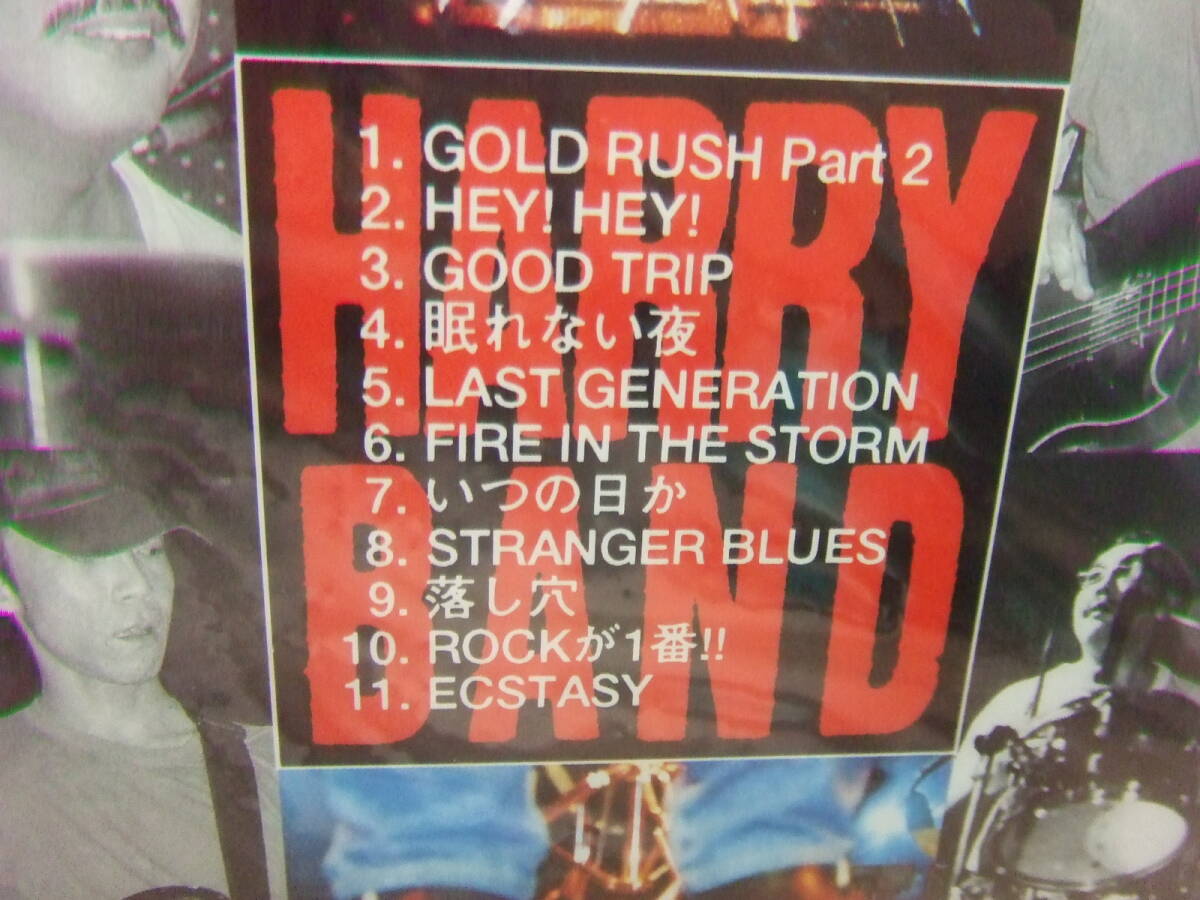 HARRY
BAND
1. GOLD RUSH Part 2
2. HEY! HEY!
3. GOOD TRIP
4. 眠れない夜
5. LAST GENERATION
6. FIRE IN THE STORM
7. いつの日か
8. STRANGER BLUES
9. 落し穴
10. ROCKが1番!!
11. ECSTASY